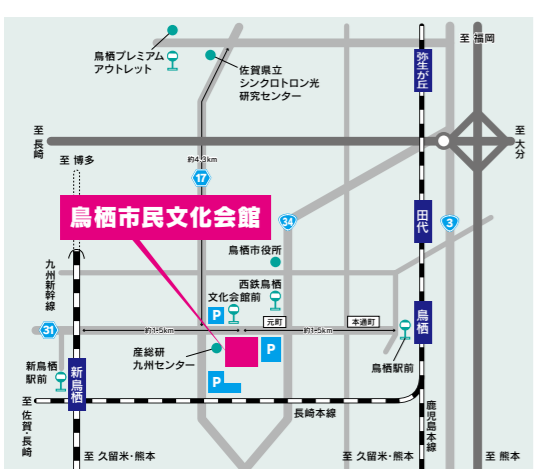 至 福岡
鳥栖プレミアム
アウトレット
佐賀県立
シンクロトロン光
研究センター
弥生が丘
至 長崎
至 大分
至 博多
約4.3km
17
鳥栖市民文化会館
34
田代
3
鳥栖市役所
九州新幹線
西鉄鳥栖
文化会館前
P
元町
本通町
鳥栖
31
約1.5km
約1.5km
産総研
九州センター
P
鳥栖駅前
新鳥栖
駅前
新鳥栖
P
至 佐賀・長崎
長崎本線
鹿児島本線
至 久留米・熊本
至 久留米・熊本
至 熊本